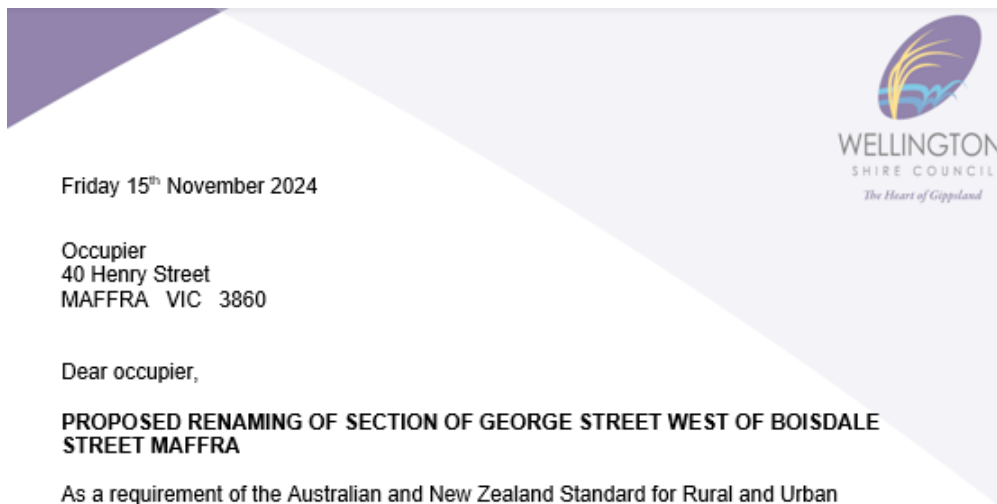 WELLINGTON
SHIRE COUNCIL
The Heart of Gippsland
Friday 15th November 2024
Occupier
40 Henry Street
MAFFRA VIC 3860
Dear occupier,
PROPOSED RENAMING OF SECTION OF GEORGE STREET WEST OF BOISDALE
STREET MAFFRA
As a requirement of the Australian and New Zealand Standard for Rural and Urban